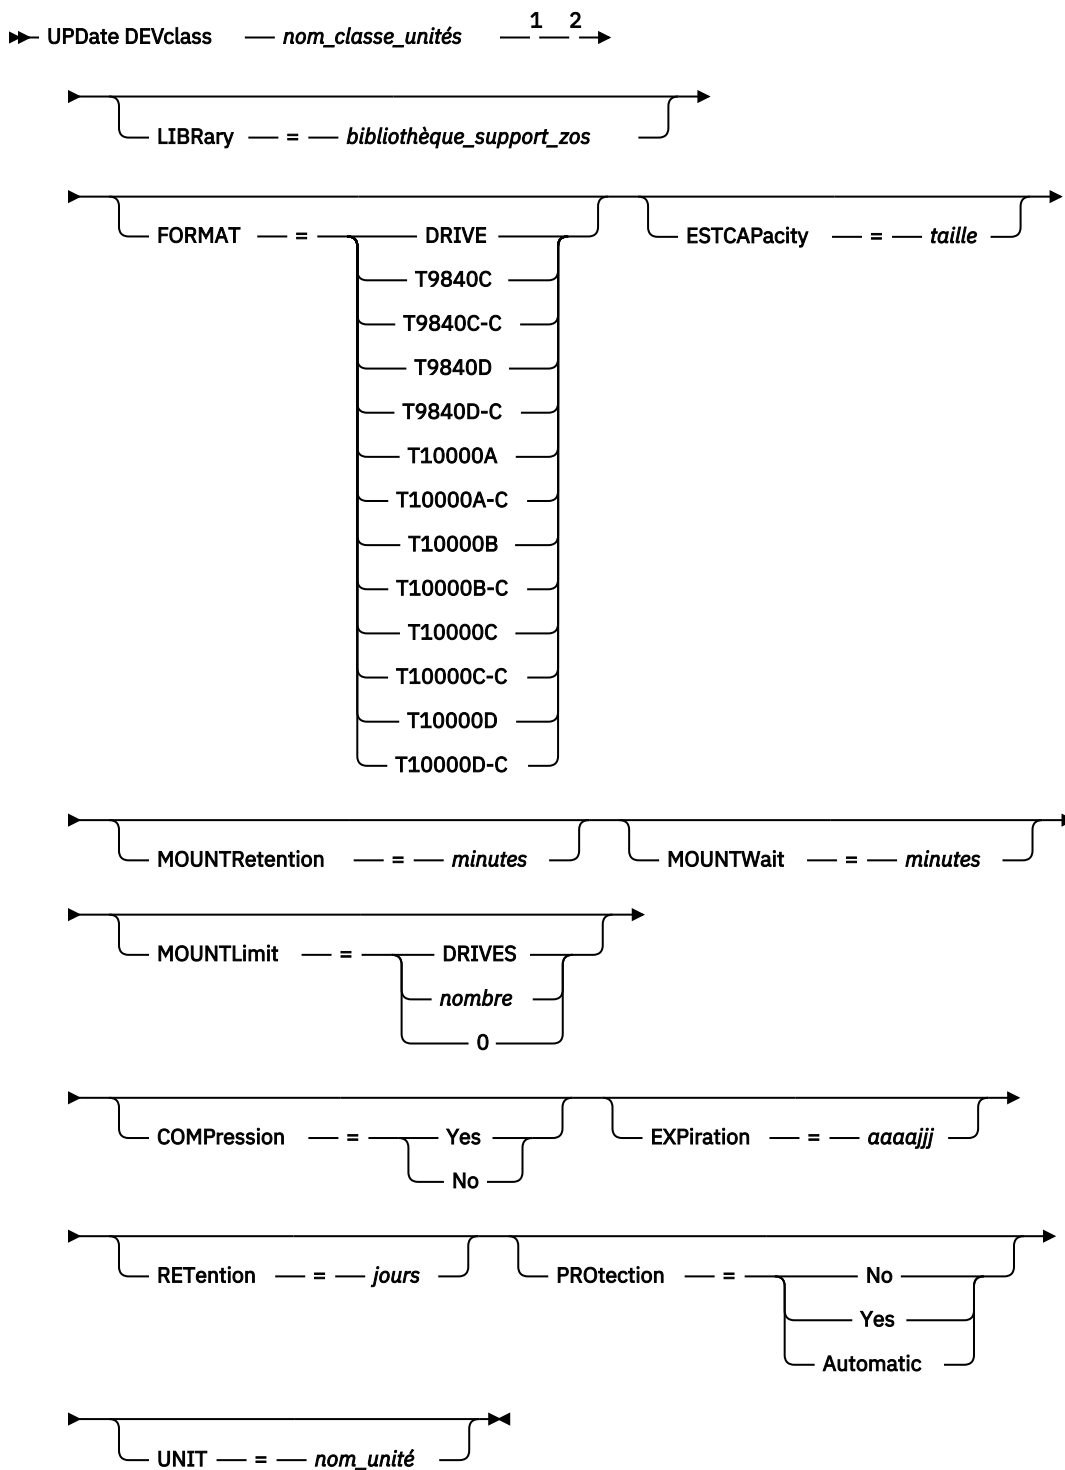 1 2
UPDate DEVclass nom_classe_unités
LIBRary = bibliothèque_support_zos
FORMAT = DRIVE ESTCAPacity = taille
T9840C
T9840C-C
T9840D
T9840D-C
T10000A
T10000A-C
T10000B
T10000B-C
T10000C
T10000C-C
T10000D
T10000D-C
MOUNTRetention = minutes MOUNTWait = minutes
MOUNTLimit = DRIVES
nombre
0
COMPression = Yes EXPiration = aaaajjj
No
RETention = jours PROtection = No
Yes
Automatic
UNIT = nom_unité